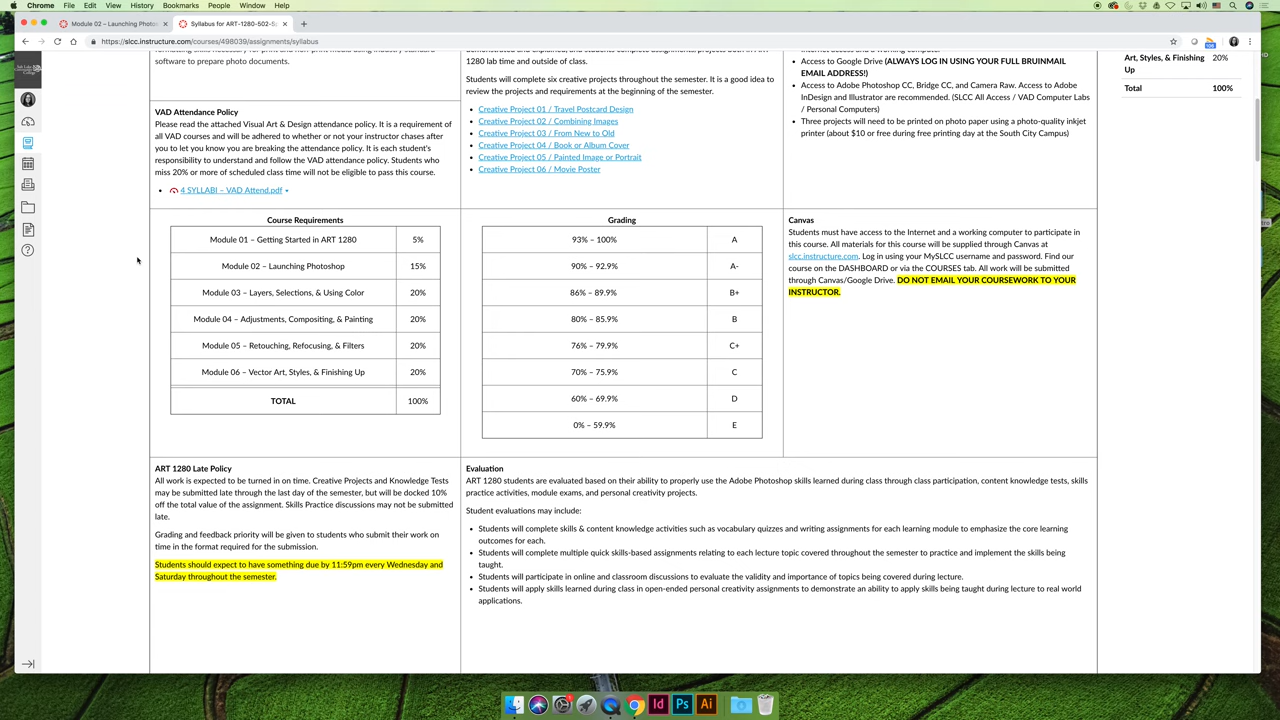 Chrome File Edit View History Bookmarks People Window Help
Module 02 – Launching Photos
Syllabus for ART-1280-502-Sp
https://slcc.instructure.com/courses/498039/assignments/syllabus
software to prepare photo documents.
VAD Attendance Policy
Please read the attached Visual Art & Design attendance policy. It is a requirement
of all VAD courses and will be adhered to whether or not your instructor chases after
you to let you know you are breaking the attendance policy. It is each student's
responsibility to understand and follow the VAD attendance policy. Students who
miss 20% or more of scheduled class time will not be eligible to pass this course.
4 SYLLABI – VAD Attend.pdf
1280 lab time and outside of class.
Students will complete six creative projects throughout the semester. It is a good idea to
review the projects and requirements at the beginning of the semester.
Creative Project 01 / Travel Postcard Design
Creative Project 02 / Combining Images
Creative Project 03 / From New to Old
Creative Project 04 / Book or Album Cover
Creative Project 05 / Painted Image or Portrait
Creative Project 06 / Movie Poster
Access to Google Drive (ALWAYS LOG IN USING YOUR FULL BRUINMAIL
EMAIL ADDRESS!)
Access to Adobe Photoshop CC, Bridge CC, and Camera Raw. Access to Adobe
InDesign and Illustrator are recommended. (SLCC All Access / VAD Computer Labs
/ Personal Computers)
Three projects will need to be printed on photo paper using a photo-quality inkjet
printer (about $10 or free during free printing day at the South City Campus)
Art, Styles, & Finishing 20%
Up
Total 100%
Course Requirements
Module 01 – Getting Started in ART 1280 5%
Module 02 – Launching Photoshop 15%
Module 03 – Layers, Selections, & Using Color 20%
Module 04 – Adjustments, Compositing, & Painting 20%
Module 05 – Retouching, Refocusing, & Filters 20%
Module 06 – Vector Art, Styles, & Finishing Up 20%
TOTAL 100%
Grading
93% – 100% A
90% – 92.9% A-
86% – 89.9% B+
80% – 85.9% B
76% – 79.9% C+
70% – 75.9% C
60% – 69.9% D
0% – 59.9% E
Canvas
Students must have access to the Internet and a working computer to participate in
this course. All materials for this course will be supplied through Canvas at
slcc.instructure.com. Log in using your MySLCC username and password. Find our
course on the DASHBOARD or via the COURSES tab. All work will be submitted
through Canvas/Google Drive. DO NOT EMAIL YOUR COURSEWORK TO YOUR
INSTRUCTOR.
ART 1280 Late Policy
All work is expected to be turned in on time. Creative Projects and Knowledge Tests
may be submitted late through the last day of the semester, but will be docked 10%
off the total value of the assignment. Skills Practice discussions may not be submitted
late.
Grading and feedback priority will be given to students who submit their work on
time in the format required for the submission.
Students should expect to have something due by 11:59pm every Wednesday and
Saturday throughout the semester.
Evaluation
ART 1280 students are evaluated based on their ability to properly use the Adobe Photoshop skills learned during class through class participation, content knowledge tests, skills
practice activities, module exams, and personal creativity projects.
Student evaluations may include:
Students will complete skills & content knowledge activities such as vocabulary quizzes and writing assignments for each learning module to emphasize the core learning
outcomes for each.
Students will complete multiple quick skills-based assignments relating to each lecture topic covered throughout the semester to practice and implement the skills being
taught.
Students will participate in online and classroom discussions to evaluate the validity and importance of topics being covered during lecture.
Students will apply skills learned during class in open-ended personal creativity assignments to demonstrate an ability to apply skills being taught during lecture to real world
applications.
Id Ps Ai